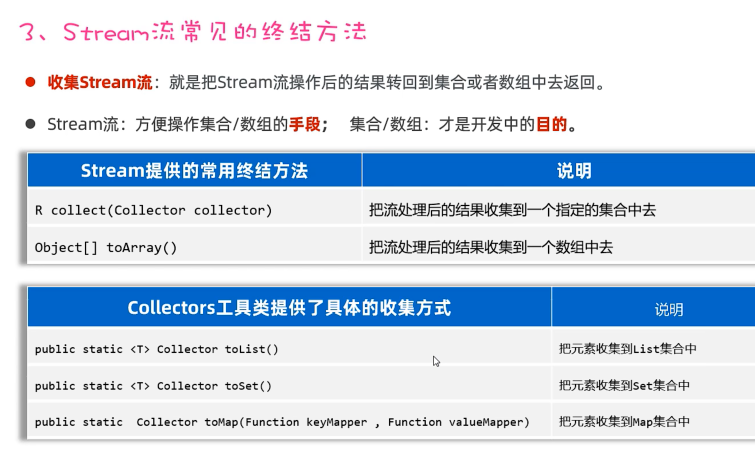 3、Stream流常见的终结方法
收集Stream流：就是把Stream流操作后的结果转回到集合或者数组中去返回。
Stream流：方便操作集合/数组的手段； 集合/数组：才是开发中的目的。
Stream提供的常用终结方法 说明
R collect(Collector collector) 把流处理后的结果收集到一个指定的集合中去
Object[] toArray() 把流处理后的结果收集到一个数组中去
Collectors工具类提供了具体的收集方式 说明
public static <T> Collector toList() 把元素收集到List集合中
public static <T> Collector toSet() 把元素收集到Set集合中
public static  Collector toMap(Function keyMapper , Function valueMapper) 把元素收集到Map集合中